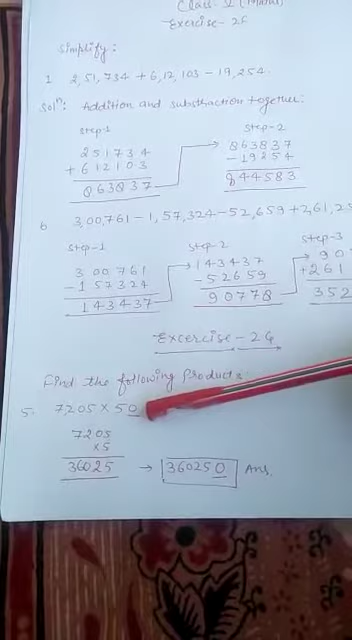 Exercise - 2F
Simplify:
1. 2,51,734 + 6,12,103 - 19,254.
Solⁿ: Addition and substraction together:
Step-1
Step-2
251734
+ 612103
863837
863837
- 19254
844583
6 3,00,761 - 1,57,324 - 52,659 + 2,61,25
Step-1
Step-2
Step-3
300761
- 157324
143437
143437
- 52659
90778
90
+ 261
352
Excercise - 2G
Find the following Products:
5. 7205 × 50
7205
×5
36025 → 360250 Ans.